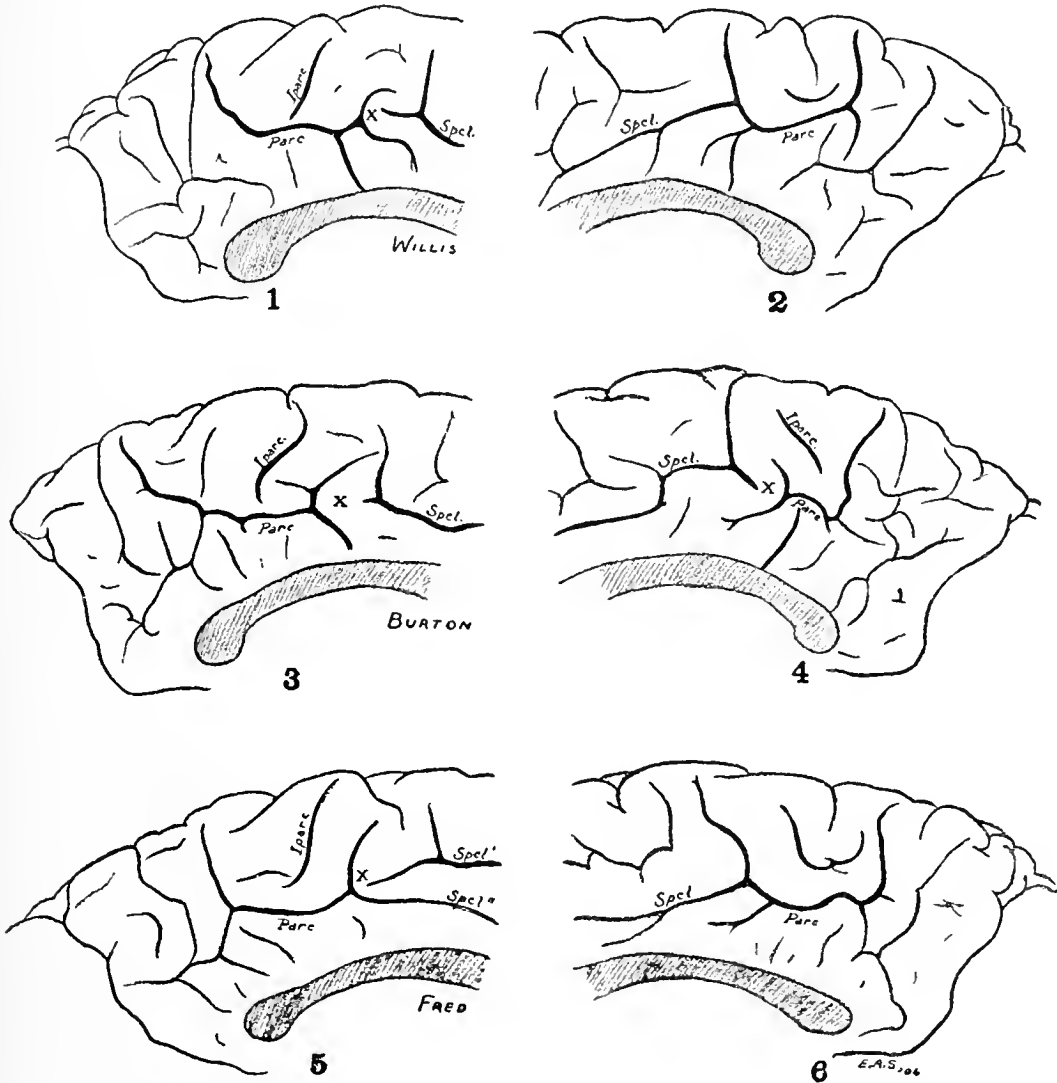 Iparc
x
Spcl.
Parc
WILLIS
1
Spcl.
Parc
2
Iparc.
x
Spcl.
Parc
BURTON
3
Iparc.
Spcl.
x
Parc
4
Iparc
x
Spcl'
Spcl"
Parc
FRED
5
Spcl
Parc
6
E.A.S., 06